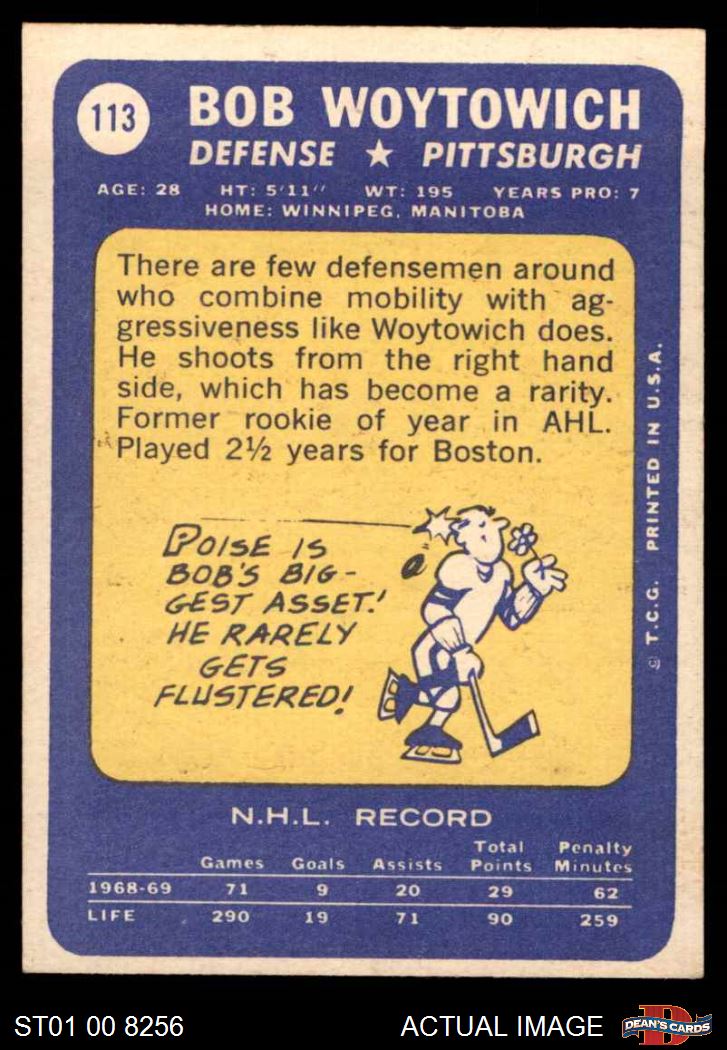 113
BOB WOYTOWICH
DEFENSE ★ PITTSBURGH
AGE: 28 HT: 5'11" WT: 195 YEARS PRO: 7
HOME: WINNIPEG, MANITOBA
There are few defensemen around
who combine mobility with ag-
gressiveness like Woytowich does.
He shoots from the right hand
side, which has become a rarity.
Former rookie of year in AHL.
Played 2½ years for Boston.
POISE IS
BOB'S BIG-
GEST ASSET!
HE RARELY
GETS
FLUSTERED!
© T.C.G. PRINTED IN U.S.A.
N.H.L. RECORD
Games Goals Assists Total Points Penalty Minutes
1968-69 71 9 20 29 62
LIFE 290 19 71 90 259
ST01 00 8256 ACTUAL IMAGE
D
DEAN'S CARDS